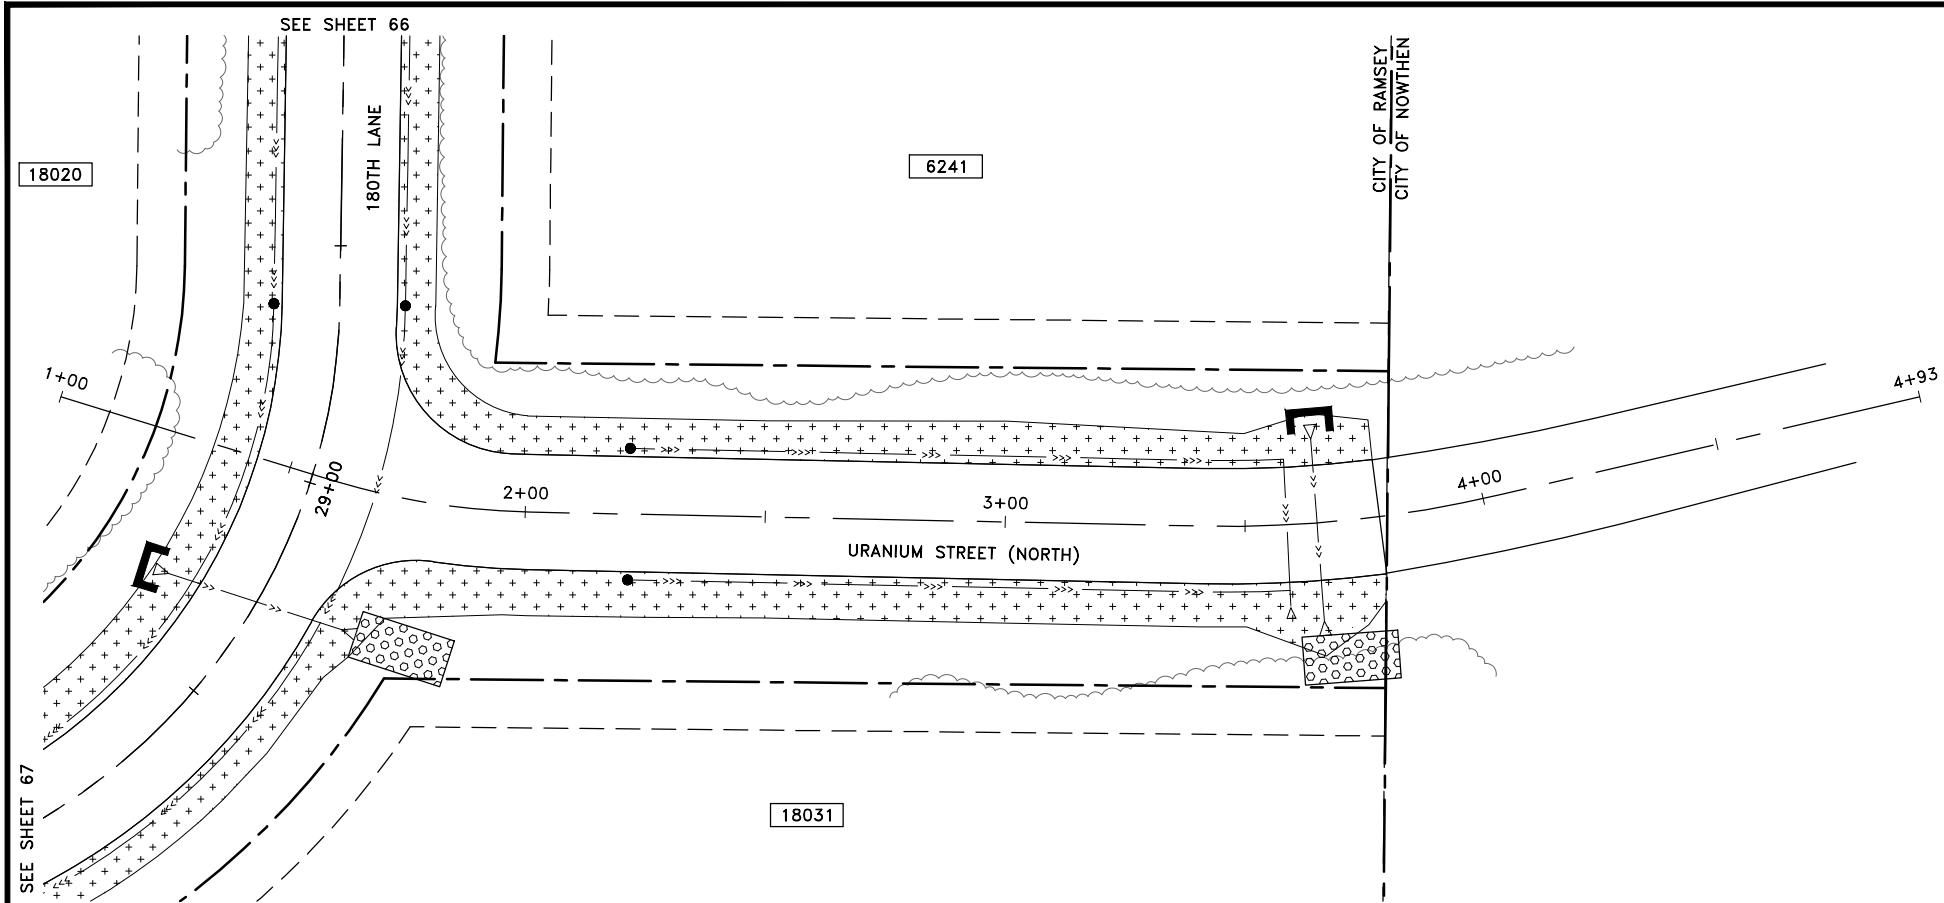 SEE SHEET 66
CITY OF RAMSEY
CITY OF NOWTHEN
180TH LANE
18020
6241
1+00
4+93
29+00
2+00
3+00
4+00
URANIUM STREET (NORTH)
SEE SHEET 67
18031